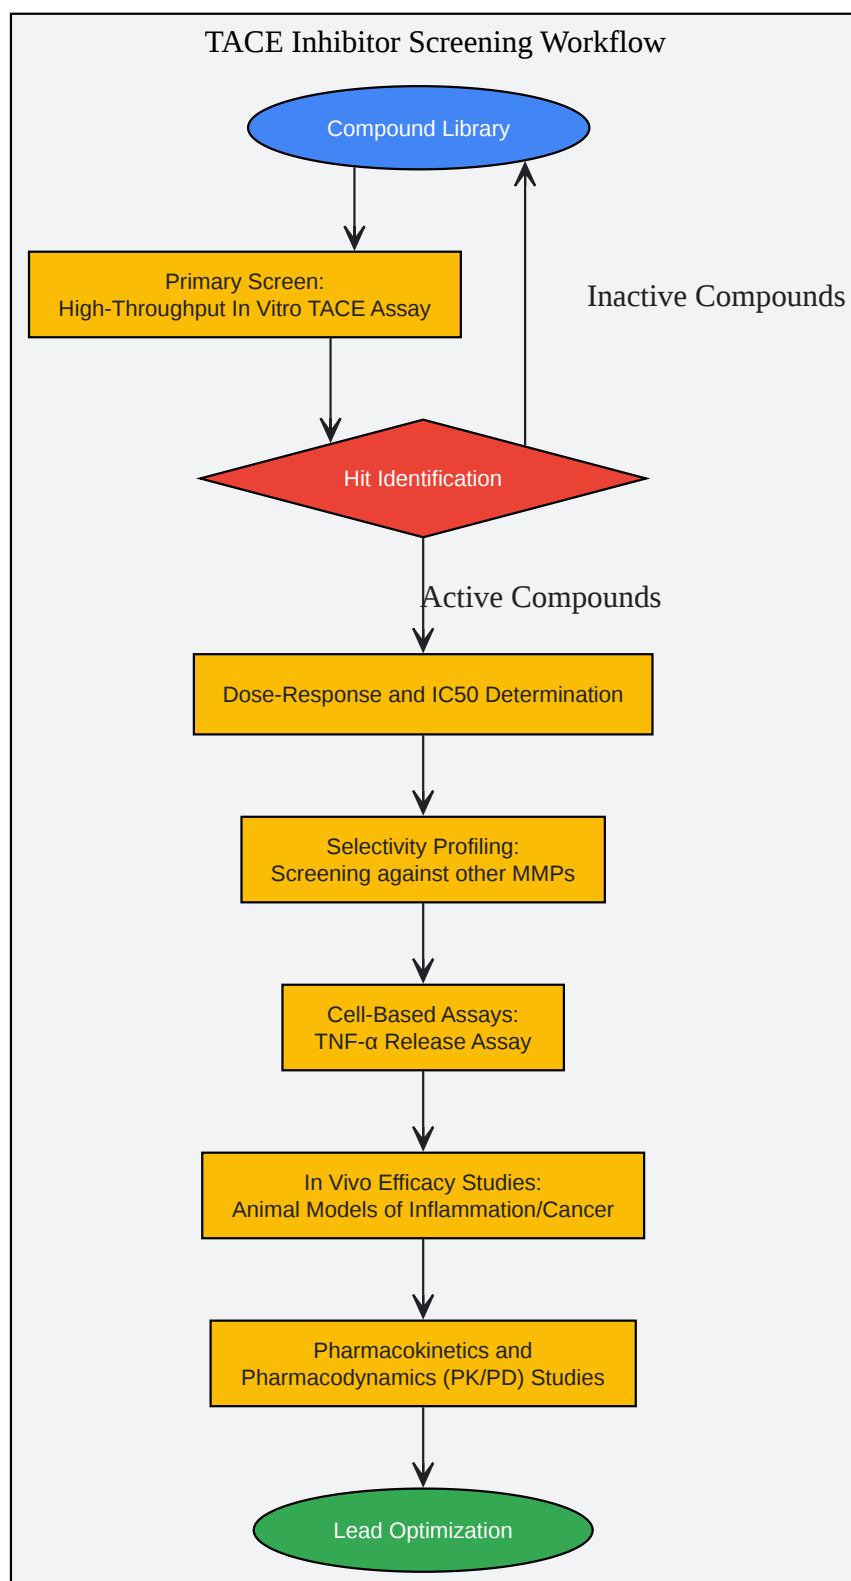 TACE Inhibitor Screening Workflow
Compound Library
Primary Screen:
High-Throughput In Vitro TACE Assay
Inactive Compounds
Hit Identification
Active Compounds
Dose-Response and IC50 Determination
Selectivity Profiling:
Screening against other MMPs
Cell-Based Assays:
TNF-α Release Assay
In Vivo Efficacy Studies:
Animal Models of Inflammation/Cancer
Pharmacokinetics and
Pharmacodynamics (PK/PD) Studies
Lead Optimization